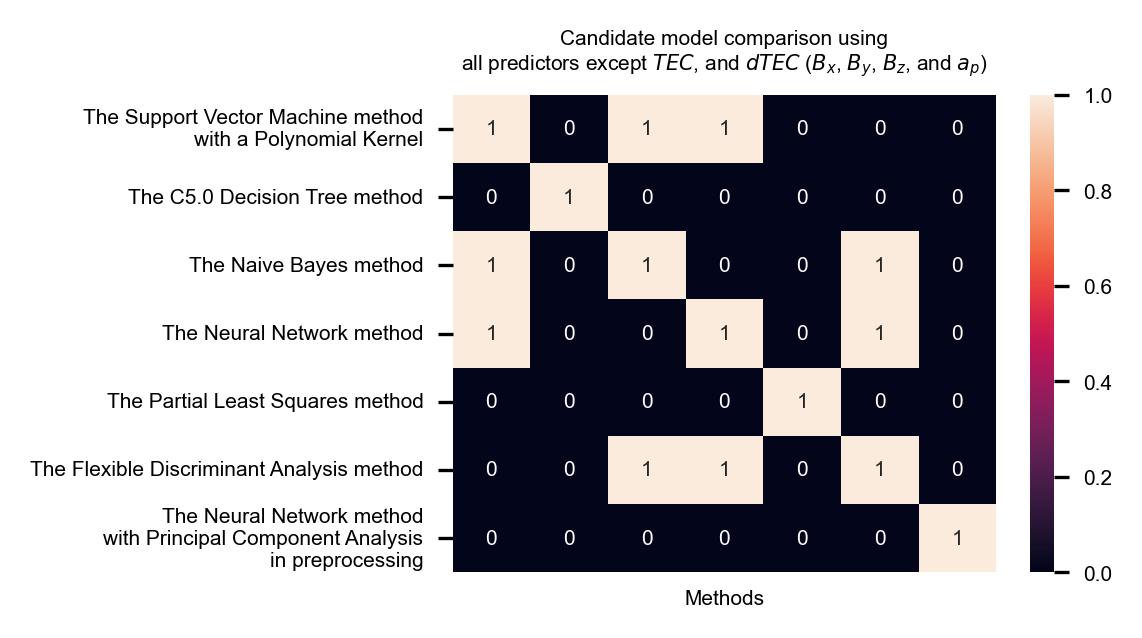 Candidate model comparison using
all predictors except TEC, and dTEC (Bx, By, Bz, and ap)
The Support Vector Machine method
with a Polynomial Kernel
1 0 1 1 0 0 0
The C5.0 Decision Tree method
0 1 0 0 0 0 0
The Naive Bayes method
1 0 1 0 0 1 0
The Neural Network method
1 0 0 1 0 1 0
The Partial Least Squares method
0 0 0 0 1 0 0
The Flexible Discriminant Analysis method
0 0 1 1 0 1 0
The Neural Network method
with Principal Component Analysis
in preprocessing
0 0 0 0 0 0 1
Methods
1.0
0.8
0.6
0.4
0.2
0.0